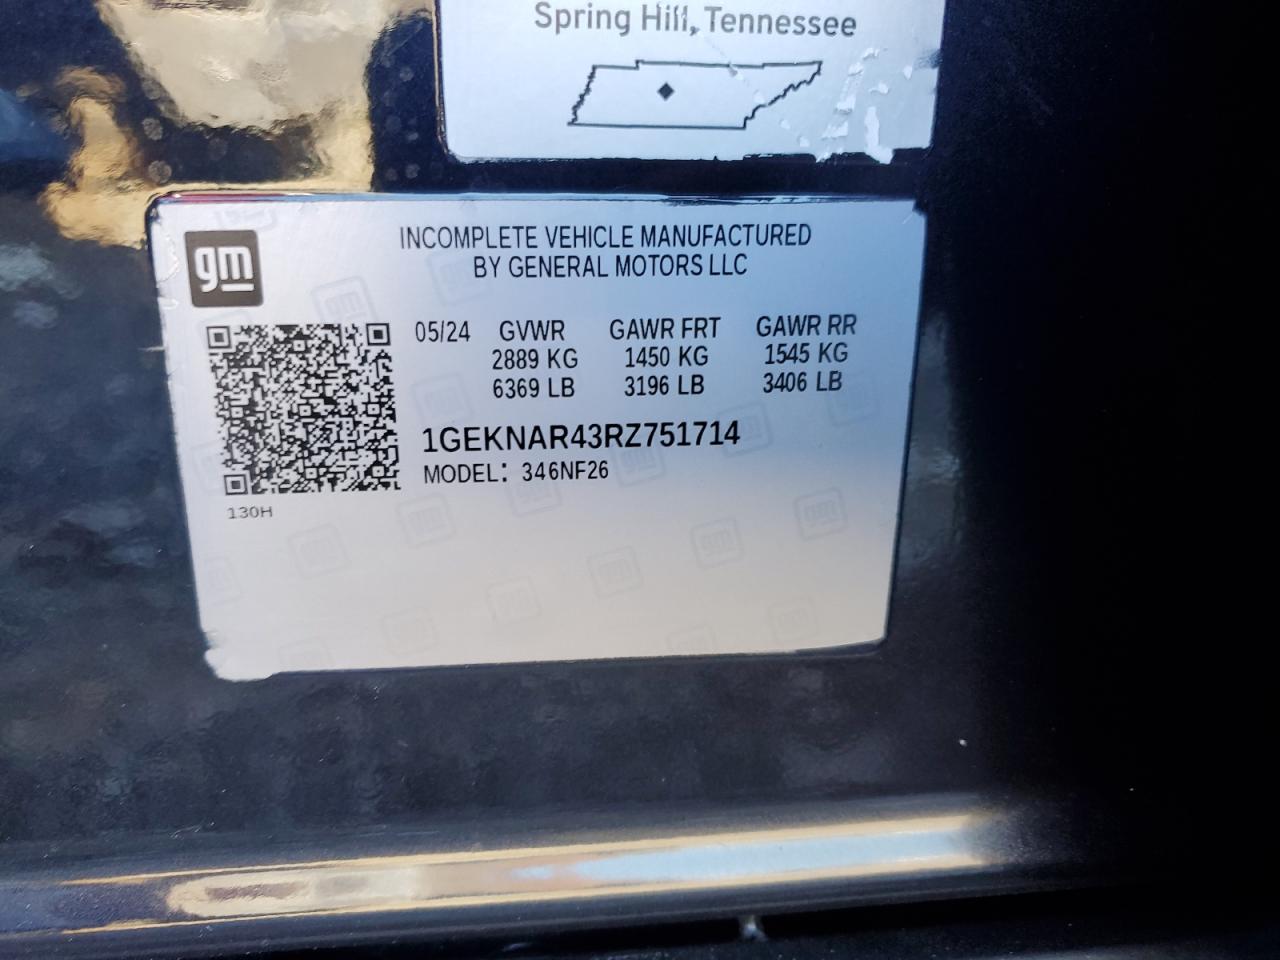 Spring Hill, Tennessee
gm
INCOMPLETE VEHICLE MANUFACTURED
BY GENERAL MOTORS LLC
05/24 GVWR GAWR FRT GAWR RR
2889 KG 1450 KG 1545 KG
6369 LB 3196 LB 3406 LB
1GEKNAR43RZ751714
MODEL: 346NF26
130H